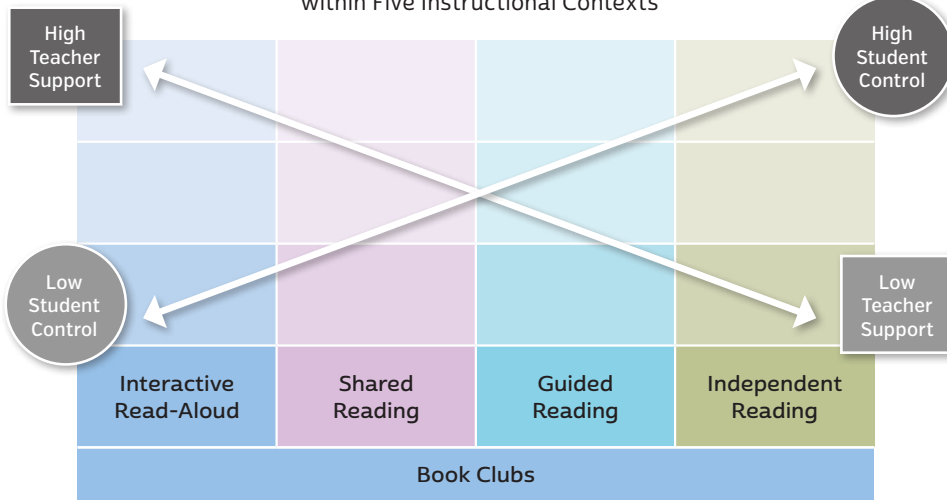 within Five Instructional Contexts
High
Teacher
Support
High
Student
Control
Low
Student
Control
Low
Teacher
Support
Interactive
Read-Aloud
Shared
Reading
Guided
Reading
Independent
Reading
Book Clubs